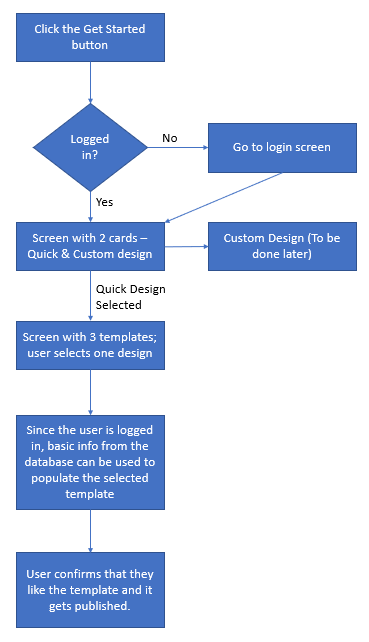 Click the Get Started
button
Logged
in?
No
Go to login screen
Yes
Screen with 2 cards –
Quick & Custom design
Custom Design (To be
done later)
Quick Design
Selected
Screen with 3 templates;
user selects one design
Since the user is logged
in, basic info from the
database can be used to
populate the selected
template
User confirms that they
like the template and it
gets published.